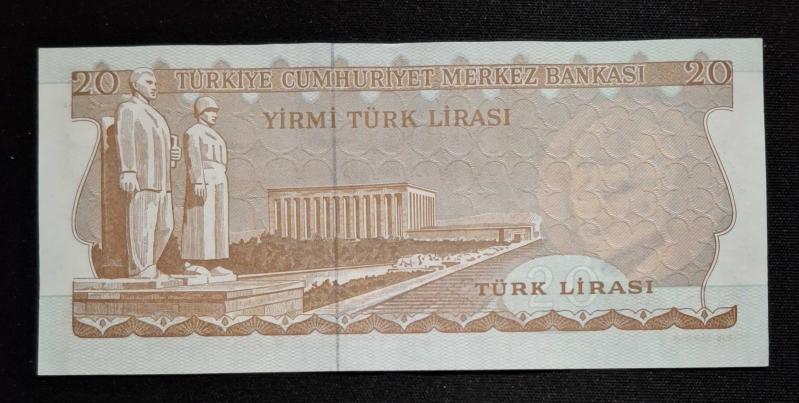 20 TÜRKİYE CUMHURİYET MERKEZ BANKASI 20
YİRMİ TÜRK LİRASI
20
TÜRK LİRASI